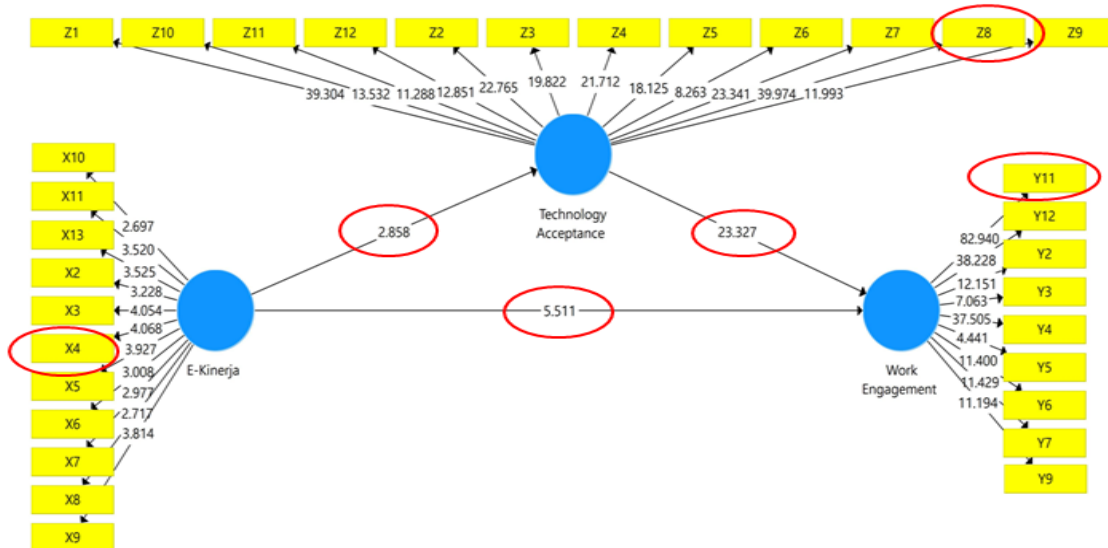 Z1 Z10 Z11 Z12 Z2 Z3 Z4 Z5 Z6 Z7 Z8 Z9
39.304 13.532 11.288 12.851 22.765 19.822 21.712 18.125 8.263 23.341 39.974 11.993
Technology
Acceptance
2.858
23.327
5.511
X10
X11
X13
X2
X3
X4
X5
X6
X7
X8
X9
2.697
3.520
3.525
3.228
4.054
4.068
3.927
3.008
2.977
2.717
3.814
E-Kinerja
Work
Engagement
82.940
38.228
12.151
7.063
37.505
4.441
11.400
11.429
11.194
Y11
Y12
Y2
Y3
Y4
Y5
Y6
Y7
Y9